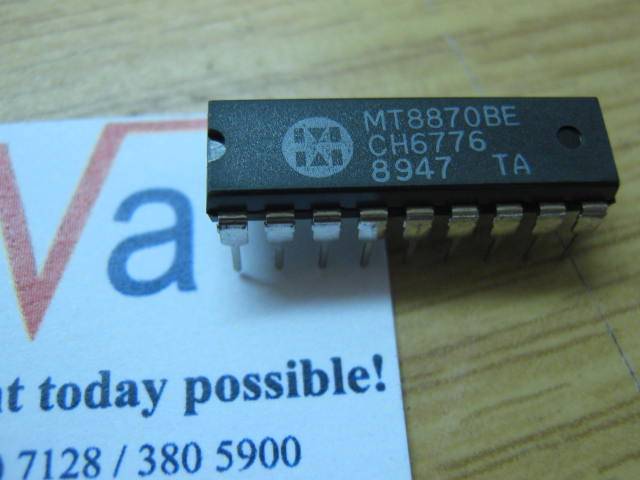 MT8870BE
CH6776
8947 TA
Va
today possible!
7128 / 380 5900